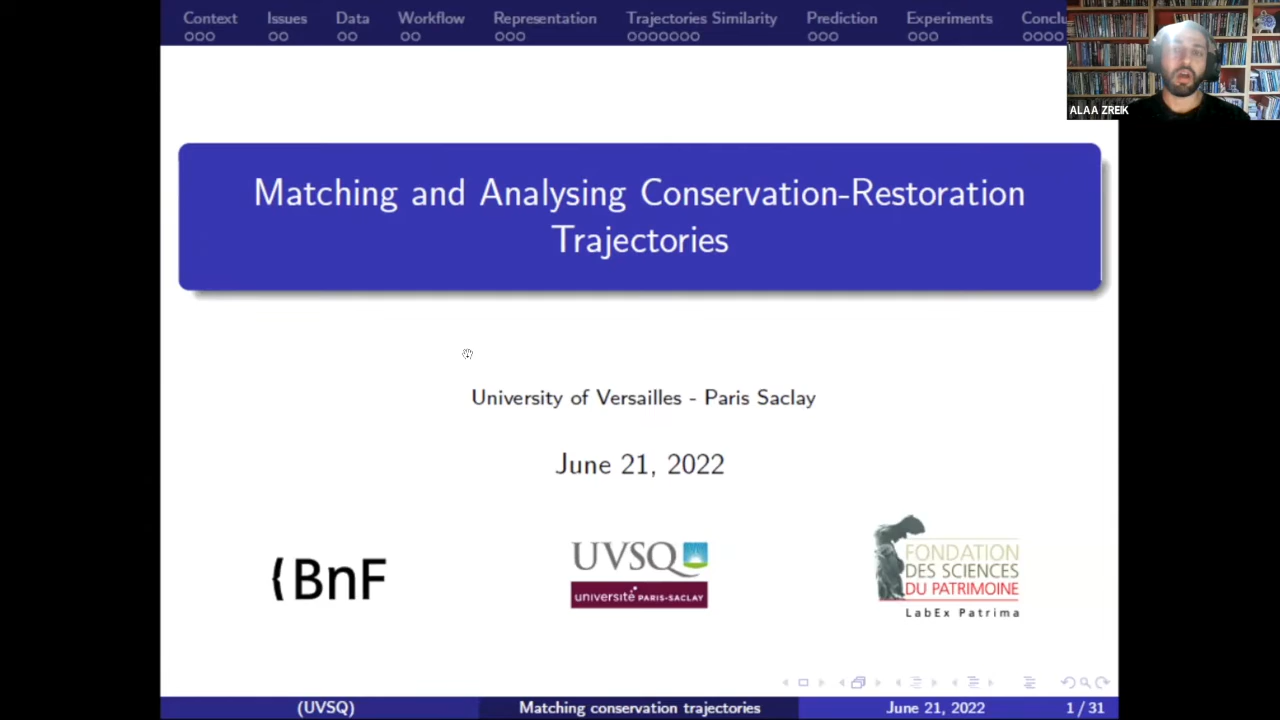 Context Issues Data Workflow Representation Trajectories Similarity Prediction Experiments Conclu
ALAA ZREIK
Matching and Analysing Conservation-Restoration
Trajectories
University of Versailles - Paris Saclay
June 21, 2022
{BnF
UVSQ
université PARIS-SACLAY
FONDATION
DES SCIENCES
DU PATRIMOINE
LabEx Patrima
(UVSQ) Matching conservation trajectories June 21, 2022 1 / 31